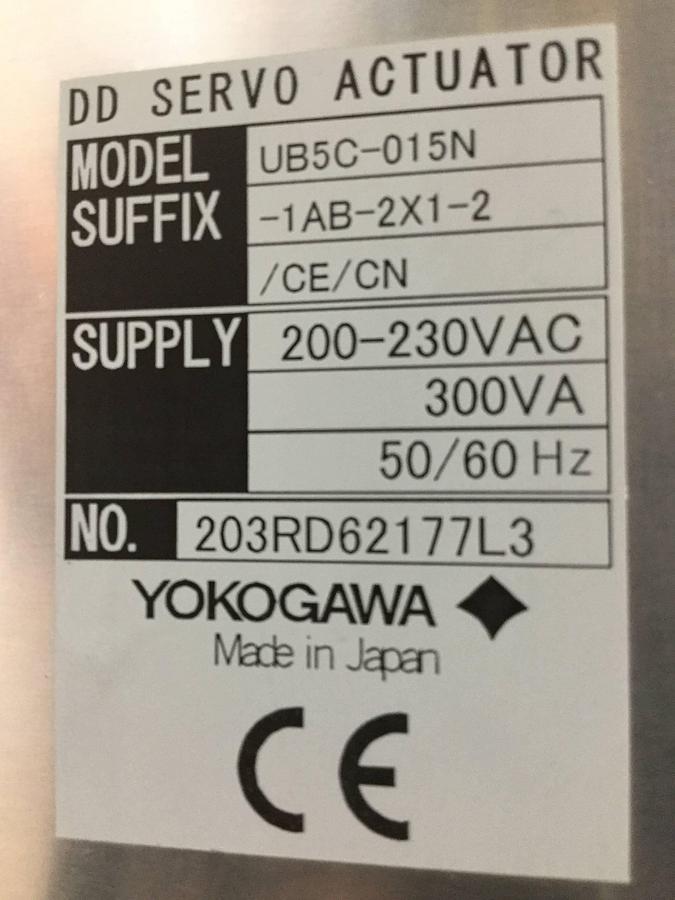 DD SERVO ACTUATOR
MODEL UB5C-015N
SUFFIX -1AB-2X1-2
/CE/CN
SUPPLY 200-230VAC
300VA
50/60 Hz
NO. 203RD62177L3
YOKOGAWA
Made in Japan
CE